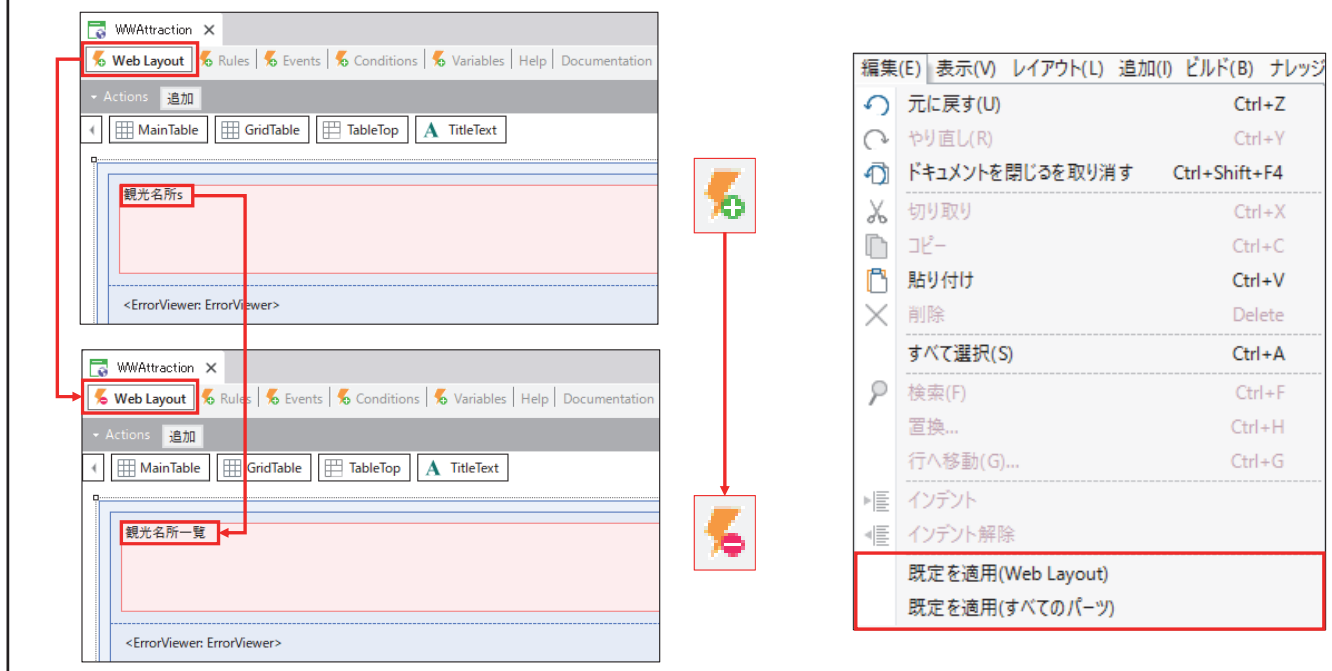 WWAttraction
Web Layout Rules Events Conditions Variables Help Documentation
Actions 追加
MainTable GridTable TableTop A TitleText
観光名所s
<ErrorViewer: ErrorViewer>
WWAttraction
Web Layout Rules Events Conditions Variables Help Documentation
Actions 追加
MainTable GridTable TableTop A TitleText
観光名所一覧
<ErrorViewer: ErrorViewer>
編集(E) 表示(V) レイアウト(L) 追加(I) ビルド(B) ナレッジ
元に戻す(U) Ctrl+Z
やり直し(R) Ctrl+Y
ドキュメントを閉じるを取り消す Ctrl+Shift+F4
切り取り Ctrl+X
コピー Ctrl+C
貼り付け Ctrl+V
削除 Delete
すべて選択(S) Ctrl+A
検索(F) Ctrl+F
置換... Ctrl+H
行へ移動(G)... Ctrl+G
インデント
インデント解除
既定を適用(Web Layout)
既定を適用(すべてのパーツ)